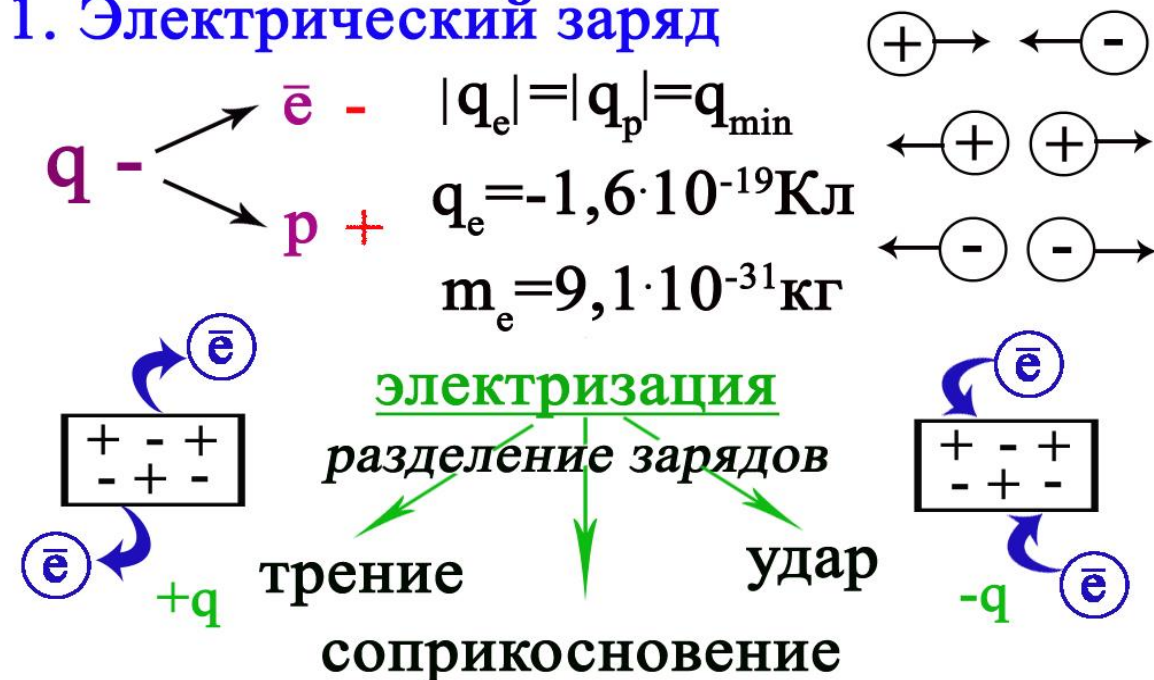 1. Электрический заряд
+ -
q - ē - |qₑ|=|qₚ|=qₘᵢₙ
+ +
p + qₑ=-1,6·10⁻¹⁹Кл
- -
mₑ=9,1·10⁻³¹кг
ē
ē
электризация
+ - +
- + -
разделение зарядов
+ - +
- + -
ē
трение
удар
ē
+q
-q
соприкосновение